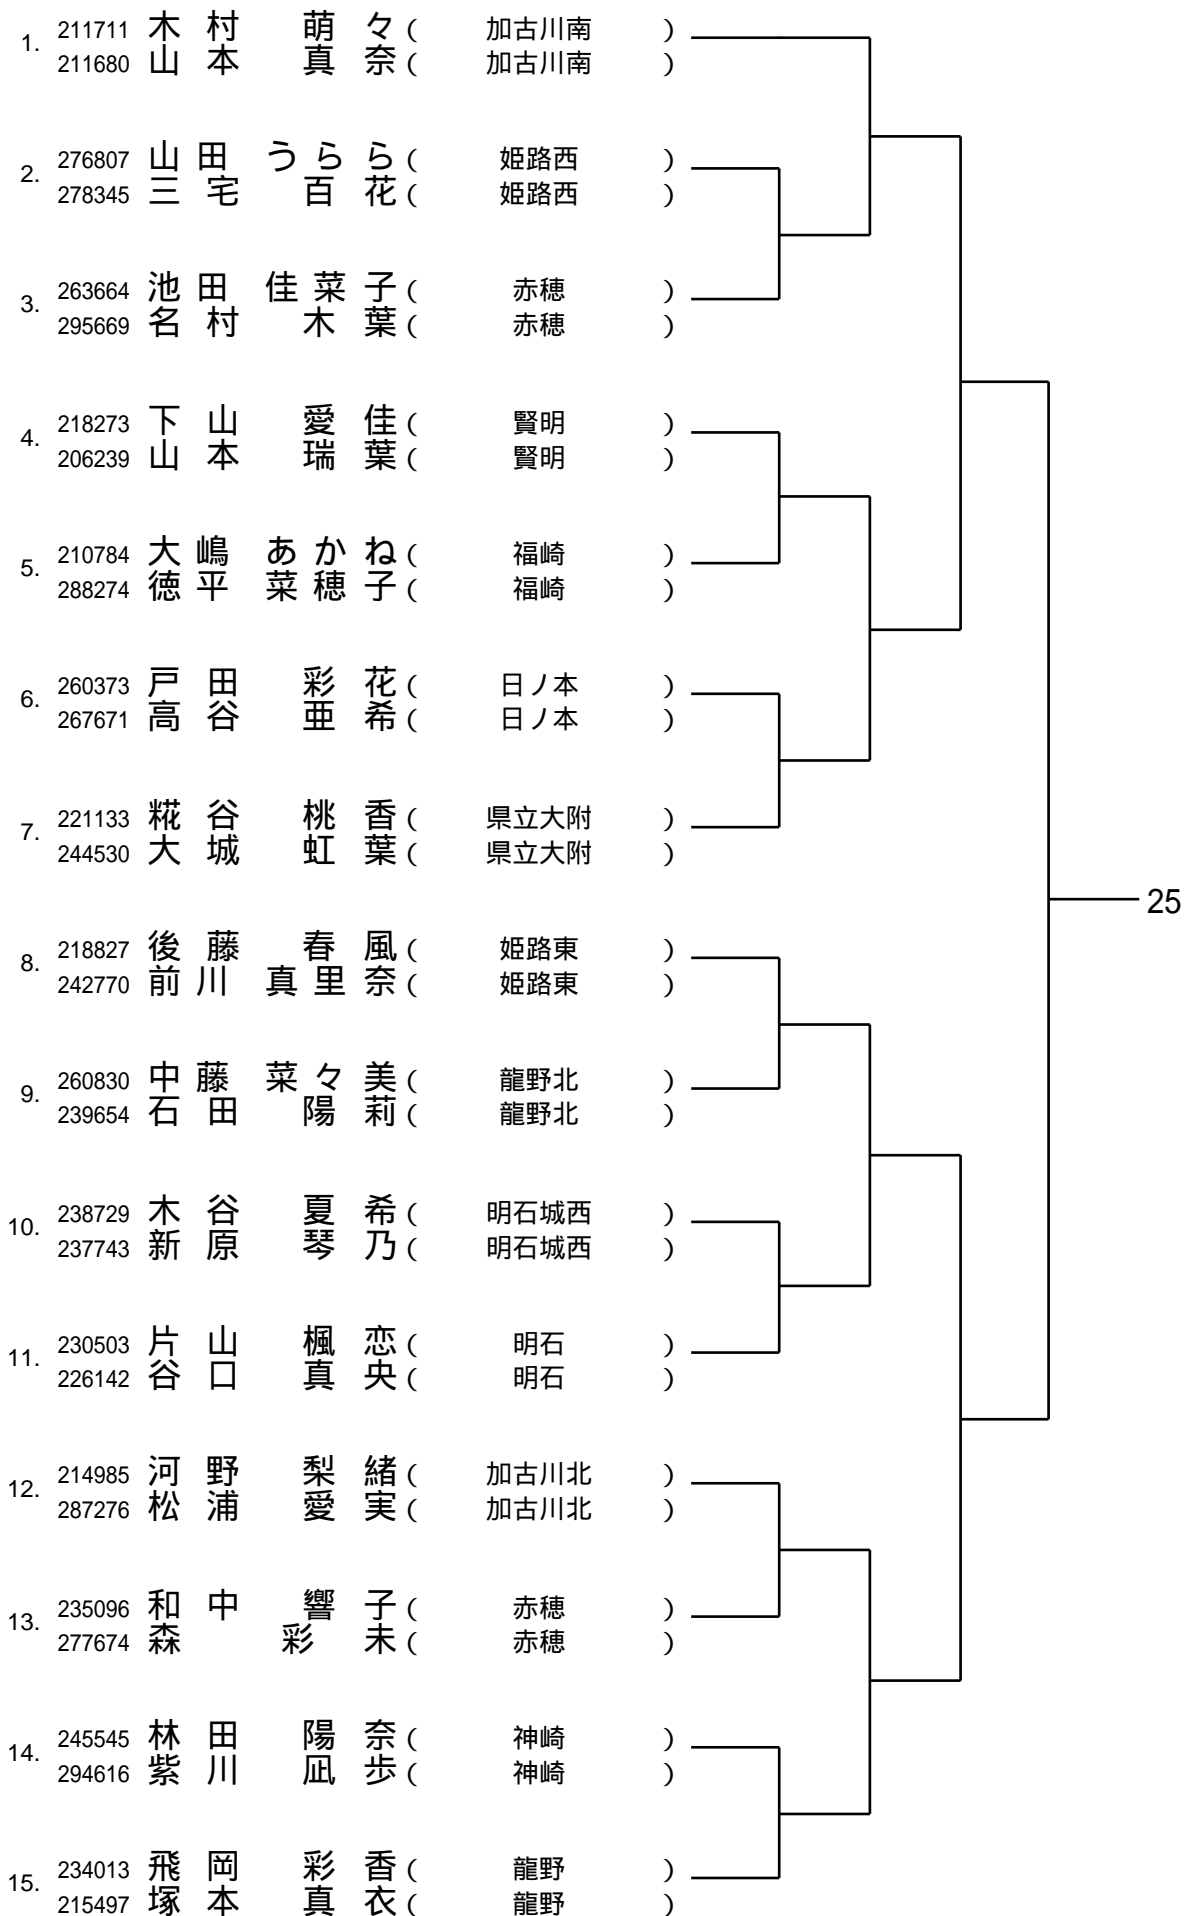 1. 211711 木村 萌々 ( 加古川南 )
211680 山本 真奈 ( 加古川南 )
2. 276807 山田 うらら ( 姫路西 )
278345 三宅 百花 ( 姫路西 )
3. 263664 池田 佳菜子 ( 赤穂 )
295669 名村 木葉 ( 赤穂 )
4. 218273 下山 愛佳 ( 賢明 )
206239 山本 瑞葉 ( 賢明 )
5. 210784 大嶋 あかね ( 福崎 )
288274 徳平 菜穂子 ( 福崎 )
6. 260373 戸田 彩花 ( 日ノ本 )
267671 高谷 亜希 ( 日ノ本 )
7. 221133 糀谷 桃香 ( 県立大附 )
244530 大城 虹葉 ( 県立大附 )
25
8. 218827 後藤 春風 ( 姫路東 )
242770 前川 真里奈 ( 姫路東 )
9. 260830 中藤 菜々美 ( 龍野北 )
239654 石田 陽莉 ( 龍野北 )
10. 238729 木谷 夏希 ( 明石城西 )
237743 新原 琴乃 ( 明石城西 )
11. 230503 片山 楓恋 ( 明石 )
226142 谷口 真央 ( 明石 )
12. 214985 河野 梨緒 ( 加古川北 )
287276 松浦 愛実 ( 加古川北 )
13. 235096 和中 響子 ( 赤穂 )
277674 森 彩未 ( 赤穂 )
14. 245545 林田 陽奈 ( 神崎 )
294616 紫川 凪歩 ( 神崎 )
15. 234013 飛岡 彩香 ( 龍野 )
215497 塚本 真衣 ( 龍野 )